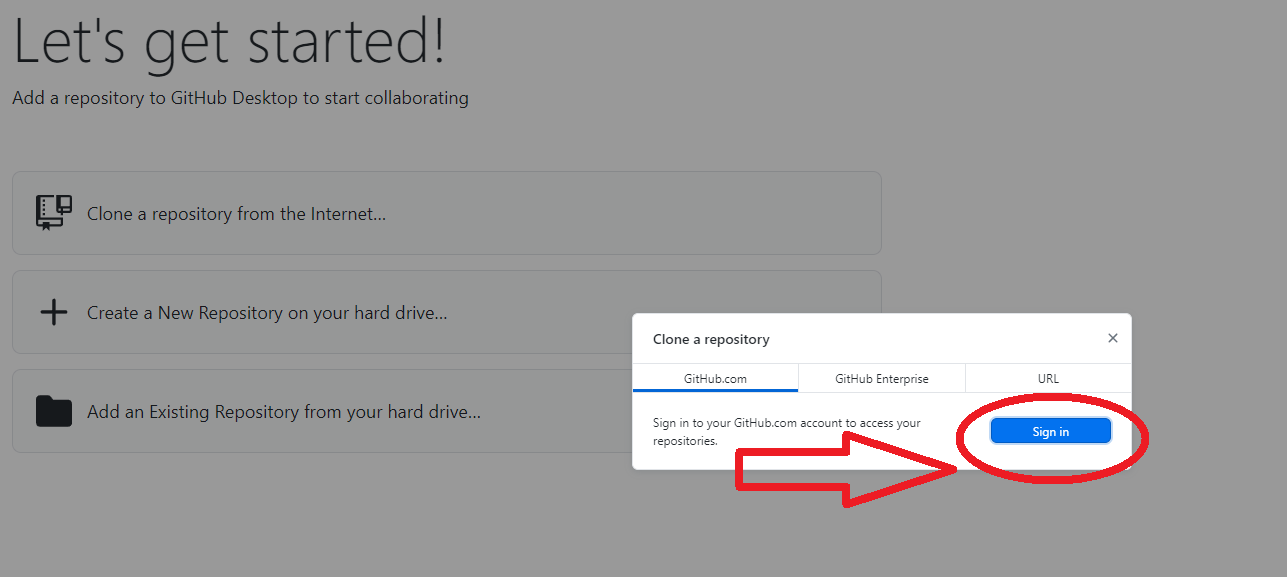 Let's get started!
Add a repository to GitHub Desktop to start collaborating
Clone a repository from the Internet...
Create a New Repository on your hard drive...
Add an Existing Repository from your hard drive...
Clone a repository
GitHub.com
GitHub Enterprise
URL
Sign in to your GitHub.com account to access your
repositories.
Sign in